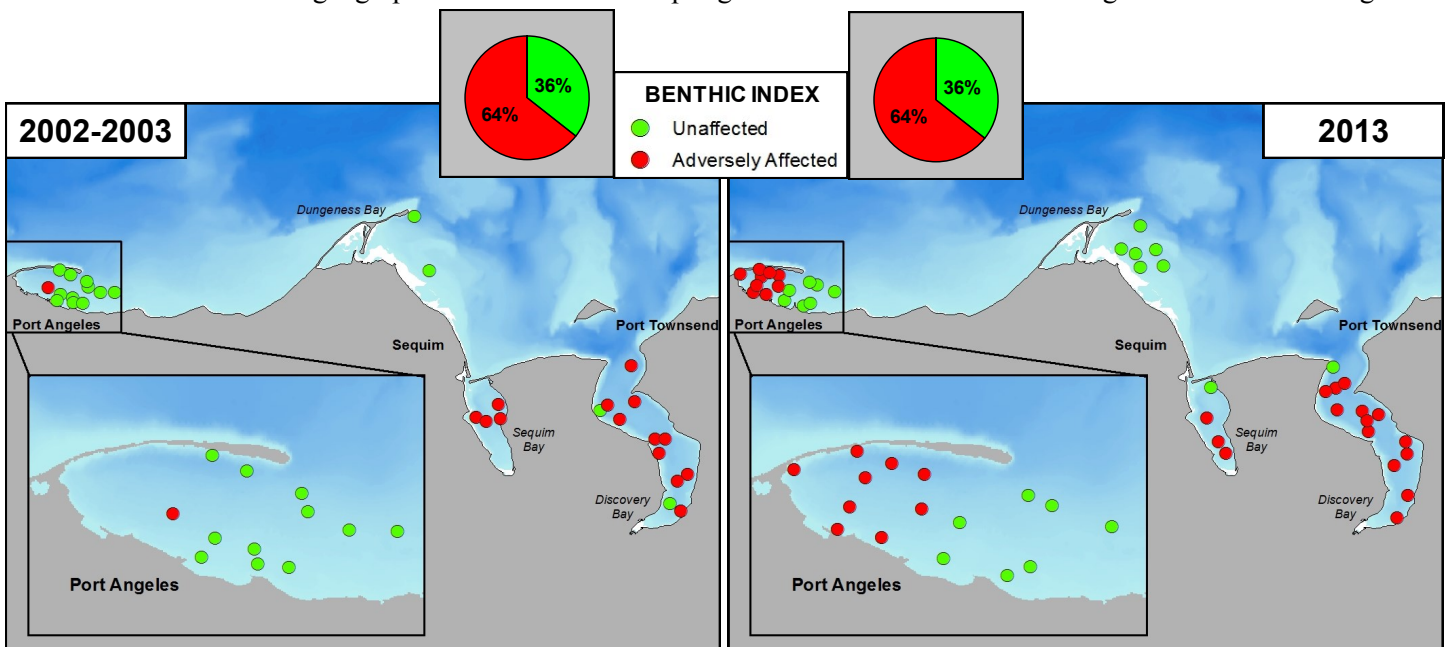 36%
64%
36%
64%
BENTHIC INDEX
Unaffected
Adversely Affected
2002-2003
Dungeness Bay
Port Angeles
Port Townsend
Sequim
Sequim
Bay
Discovery
Bay
Port Angeles
2013
Dungeness Bay
Port Angeles
Port Townsend
Sequim
Sequim
Bay
Discovery
Bay
Port Angeles